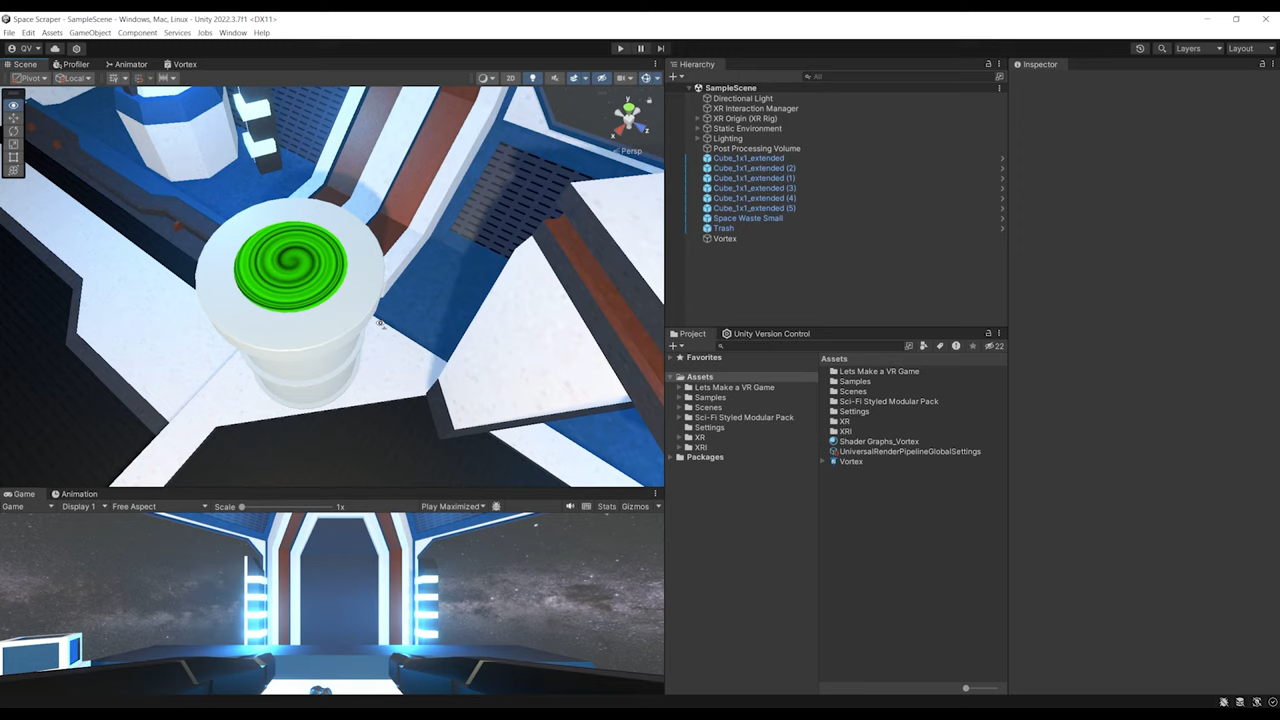 Space Scraper - SampleScene - Windows, Mac, Linux - Unity 2022.3.7f1 <DX11>
File Edit Assets GameObject Component Services Jobs Window Help
QV Layers Layout
Scene Profiler Animator Vortex
Pivot Local 2D
y
x z
Persp
Hierarchy
All
SampleScene
Directional Light
XR Interaction Manager
XR Origin (XR Rig)
Static Environment
Lighting
Post Processing Volume
Cube_1x1_extended
Cube_1x1_extended (2)
Cube_1x1_extended (1)
Cube_1x1_extended (3)
Cube_1x1_extended (4)
Cube_1x1_extended (5)
Space Waste Small
Trash
Vortex
Inspector
Project Unity Version Control
22
Favorites
Assets
Lets Make a VR Game
Samples
Scenes
Sci-Fi Styled Modular Pack
Settings
XR
XRI
Packages
Assets
Lets Make a VR Game
Samples
Scenes
Sci-Fi Styled Modular Pack
Settings
XR
XRI
Shader Graphs_Vortex
UniversalRenderPipelineGlobalSettings
Vortex
Game Animation
Game Display 1 Free Aspect Scale 1x Play Maximized Stats Gizmos